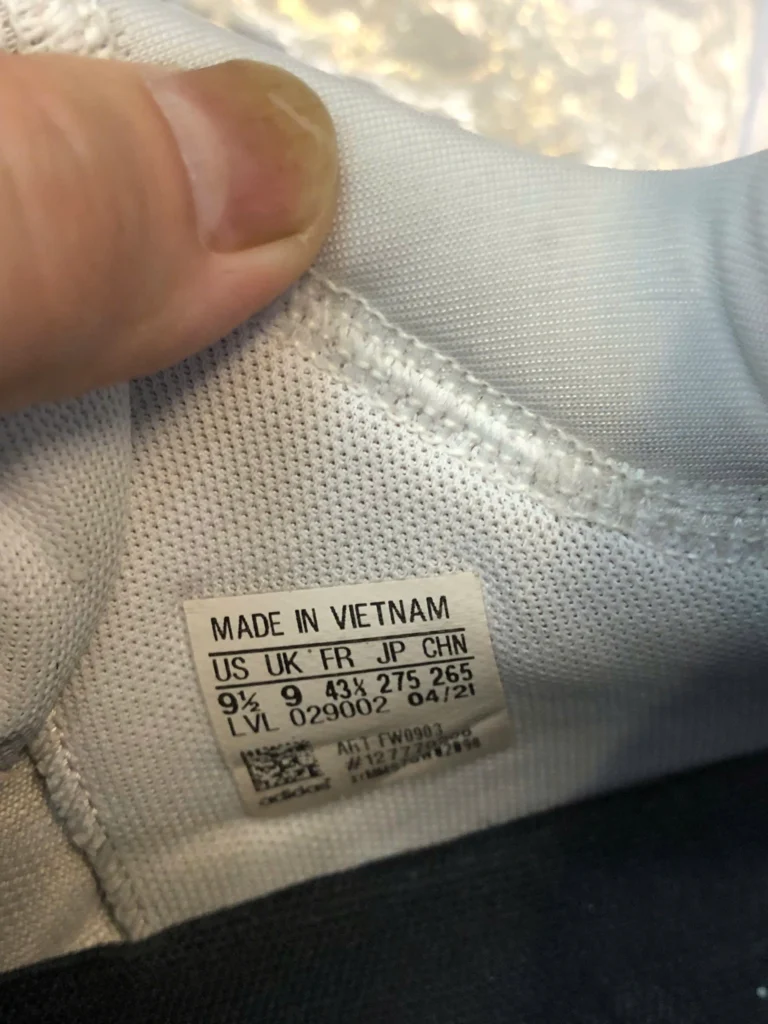 MADE IN VIETNAM
US UK FR JP CHN
9½ 9 43⅓ 275 265
LVL 029002 04/21
ART FW0903
adidas